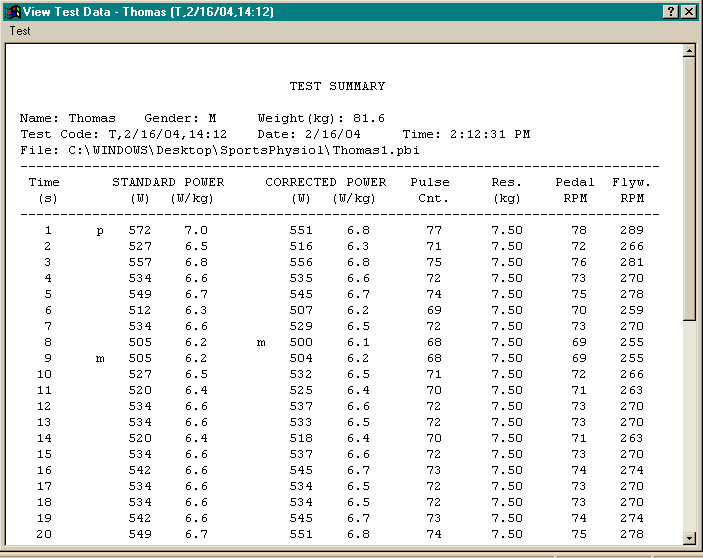 View Test Data - Thomas (T,2/16/04,14:12)
Test
TEST SUMMARY
Name: Thomas Gender: M Weight(kg): 81.6
Test Code: T,2/16/04,14:12 Date: 2/16/04 Time: 2:12:31 PM
File: C:\WINDOWS\Desktop\SportsPhysiol\Thomas1.pbi
Time STANDARD POWER CORRECTED POWER Pulse Res. Pedal Flyw.
(s) (W) (W/kg) (W) (W/kg) Cnt. (kg) RPM RPM
1 p 572 7.0 551 6.8 77 7.50 78 289
2 527 6.5 516 6.3 71 7.50 72 266
3 557 6.8 556 6.8 75 7.50 76 281
4 534 6.6 535 6.6 72 7.50 73 270
5 549 6.7 545 6.7 74 7.50 75 278
6 512 6.3 507 6.2 69 7.50 70 259
7 534 6.6 529 6.5 72 7.50 73 270
8 505 6.2 m 500 6.1 68 7.50 69 255
9 m 505 6.2 504 6.2 68 7.50 69 255
10 527 6.5 532 6.5 71 7.50 72 266
11 520 6.4 525 6.4 70 7.50 71 263
12 534 6.6 537 6.6 72 7.50 73 270
13 534 6.6 533 6.5 72 7.50 73 270
14 520 6.4 518 6.4 70 7.50 71 263
15 534 6.6 537 6.6 72 7.50 73 270
16 542 6.6 545 6.7 73 7.50 74 274
17 534 6.6 534 6.5 72 7.50 73 270
18 534 6.6 534 6.5 72 7.50 73 270
19 542 6.6 545 6.7 73 7.50 74 274
20 549 6.7 551 6.8 74 7.50 75 278